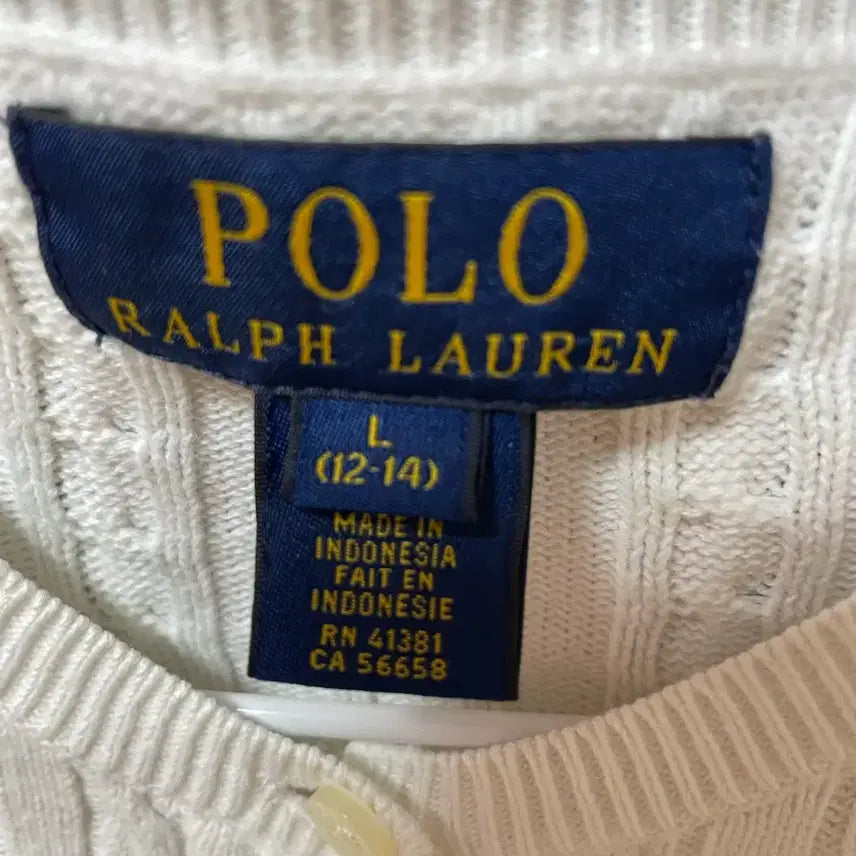 POLO
RALPH LAUREN
L
(12-14)
MADE IN
INDONESIA
FAIT EN
INDONESIE
RN 41381
CA 56658